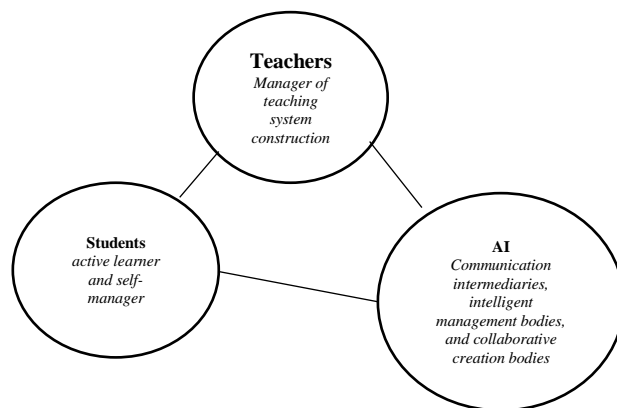 Teachers
Manager of
teaching
system
construction
Students
active learner
and self-
manager
AI
Communication
intermediaries,
intelligent
management bodies,
and collaborative
creation bodies